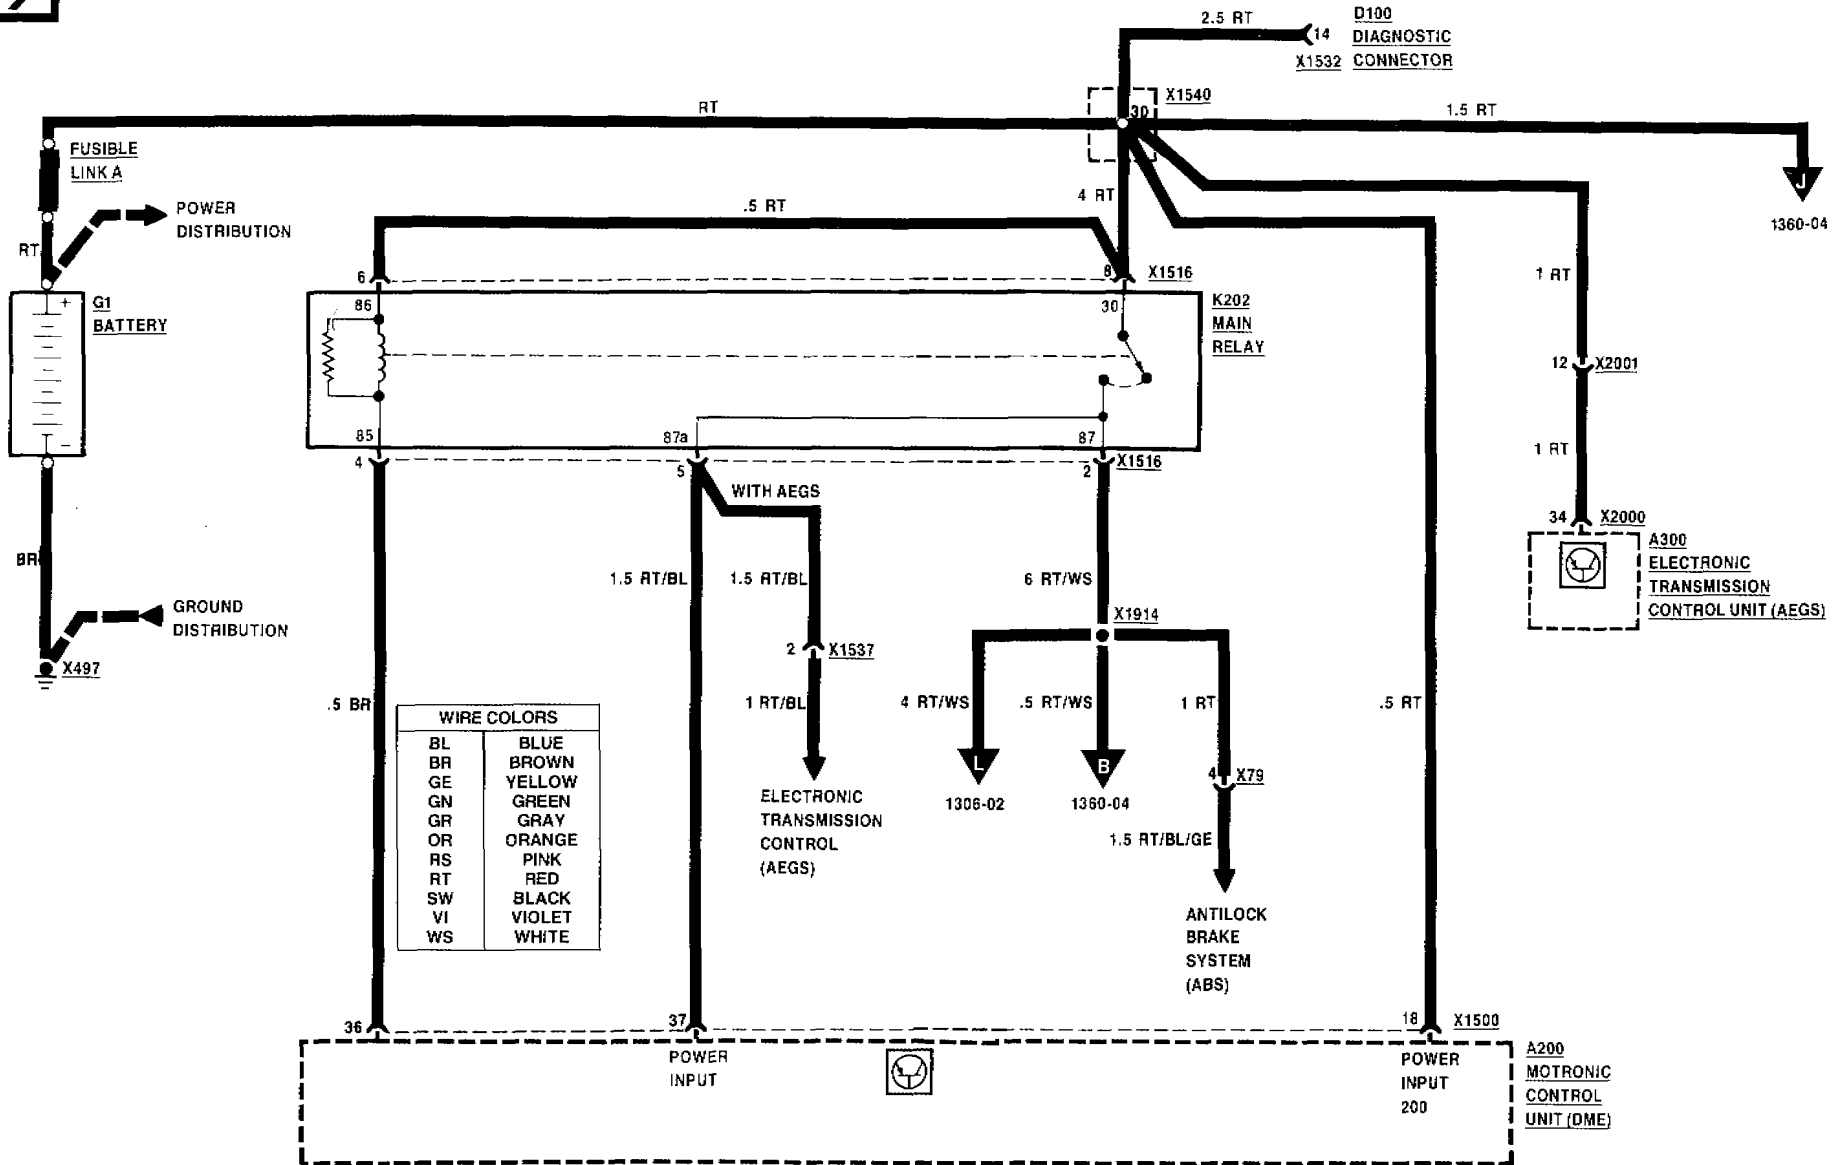 2.5 RT
14
D100
DIAGNOSTIC
CONNECTOR
X1532
RT
X1540
30
1.5 RT
FUSIBLE
LINK A
4 RT
J
POWER
DISTRIBUTION
.5 RT
1360-04
RT
6
8
X1516
1 RT
G1
BATTERY
+
-
86
30
K202
MAIN
RELAY
12
X2001
85
87a
87
4
5
2
X1516
1 RT
WITH AEGS
34
X2000
A300
ELECTRONIC
TRANSMISSION
CONTROL UNIT (AEGS)
BR
1.5 RT/BL
1.5 RT/BL
6 RT/WS
GROUND
DISTRIBUTION
X1914
2
X1537
X497
.5 BR
1 RT/BL
4 RT/WS
.5 RT/WS
1 RT
.5 RT
WIRE COLORS
BL BLUE
BR BROWN
GE YELLOW
GN GREEN
GR GRAY
OR ORANGE
RS PINK
RT RED
SW BLACK
VI VIOLET
WS WHITE
L
B
4
X79
ELECTRONIC
TRANSMISSION
CONTROL
(AEGS)
1306-02
1360-04
1.5 RT/BL/GE
ANTILOCK
BRAKE
SYSTEM
(ABS)
36
37
18
X1500
POWER
INPUT
POWER
INPUT
200
A200
MOTRONIC
CONTROL
UNIT (DME)